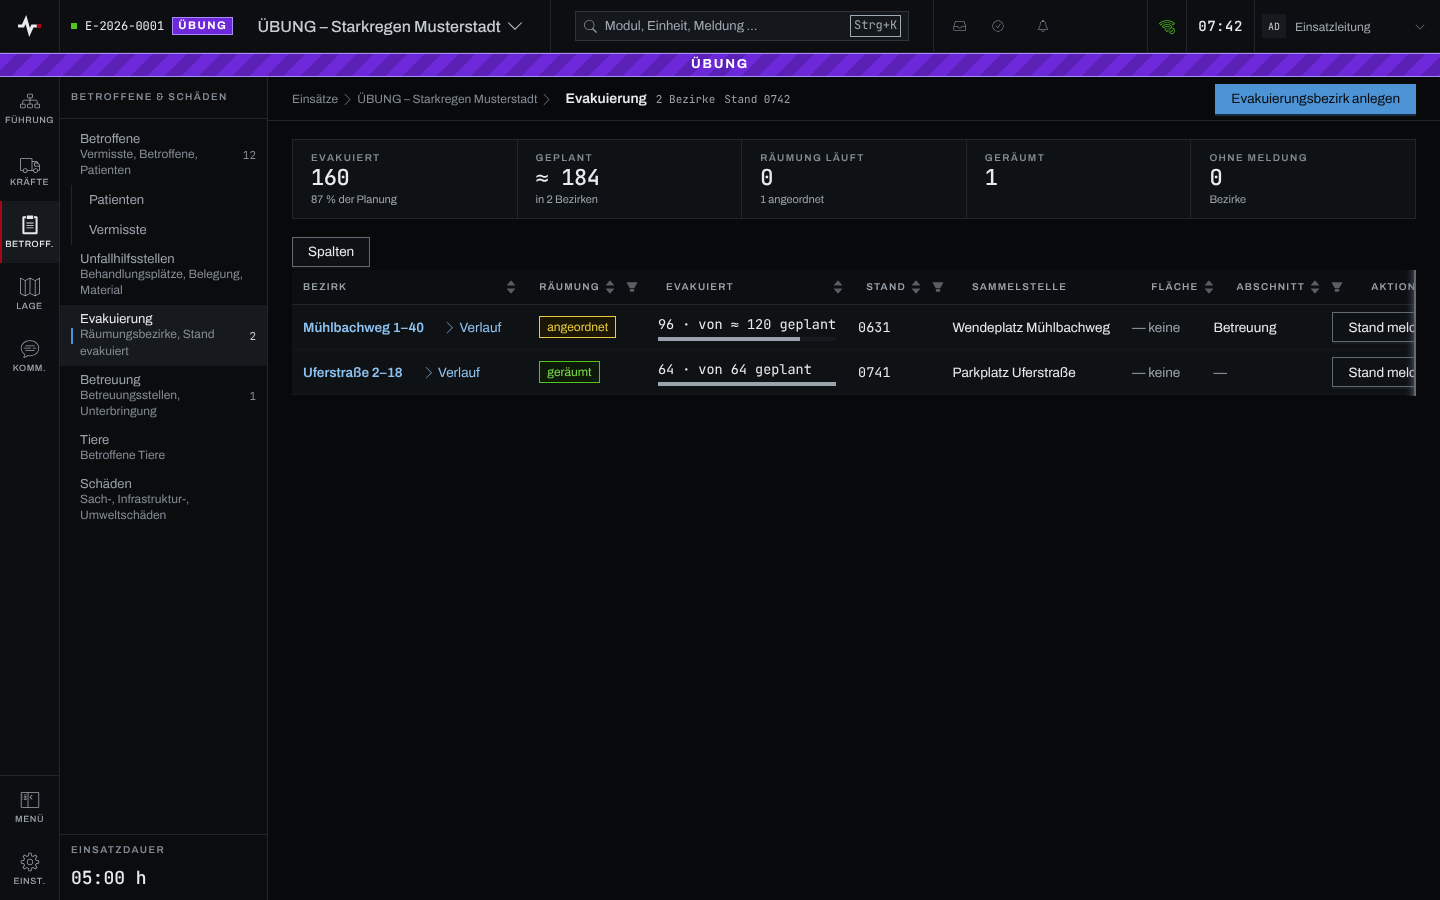 E-2026-0001 ÜBUNG ÜBUNG – Starkregen Musterstadt
Modul, Einheit, Meldung ... Strg+K
07:42
AD Einsatzleitung
ÜBUNG
FÜHRUNG
KRÄFTE
BETROFF.
LAGE
KOMM.
MENÜ
EINST.
BETROFFENE & SCHÄDEN
Betroffene
Vermisste, Betroffene, 12
Patienten
Patienten
Vermisste
Unfallhilfsstellen
Behandlungsplätze, Belegung,
Material
Evakuierung
Räumungsbezirke, Stand 2
evakuiert
Betreuung
Betreuungsstellen, 1
Unterbringung
Tiere
Betroffene Tiere
Schäden
Sach-, Infrastruktur-,
Umweltschäden
EINSATZDAUER
05:00 h
Einsätze ÜBUNG – Starkregen Musterstadt Evakuierung 2 Bezirke Stand 0742
Evakuierungsbezirk anlegen
EVAKUIERT
160
87 % der Planung
GEPLANT
≈ 184
in 2 Bezirken
RÄUMUNG LÄUFT
0
1 angeordnet
GERÄUMT
1
OHNE MELDUNG
0
Bezirke
Spalten
BEZIRK RÄUMUNG EVAKUIERT STAND SAMMELSTELLE FLÄCHE ABSCHNITT AKTION
Mühlbachweg 1–40 Verlauf angeordnet 96 · von ≈ 120 geplant 0631 Wendeplatz Mühlbachweg — keine Betreuung Stand meld
Uferstraße 2–18 Verlauf geräumt 64 · von 64 geplant 0741 Parkplatz Uferstraße — keine — Stand meld